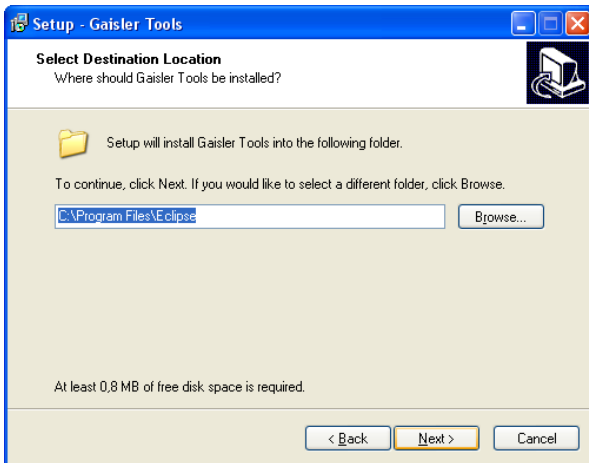 Setup - Gaisler Tools
Select Destination Location
Where should Gaisler Tools be installed?
Setup will install Gaisler Tools into the following folder.
To continue, click Next. If you would like to select a different folder, click Browse.
C:\Program Files\Eclipse
Browse...
At least 0,8 MB of free disk space is required.
< Back
Next >
Cancel